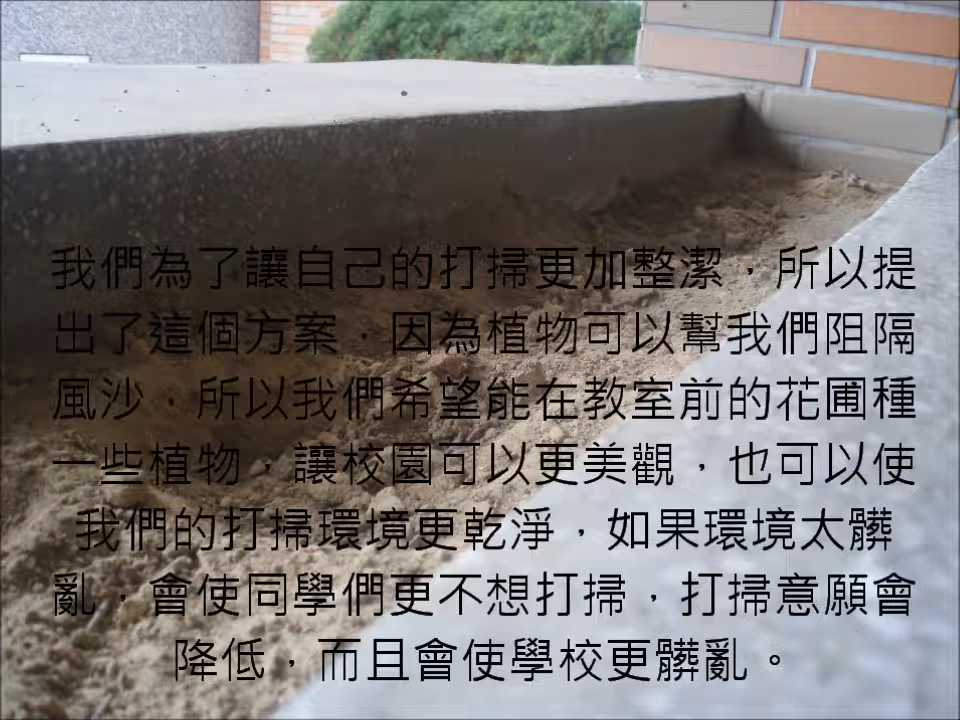 我們為了讓自己的打掃更加整潔，所以提
出了這個方案，因為植物可以幫我們阻隔
風沙，所以我們希望能在教室前的花圃種
一些植物，讓校園可以更美觀，也可以使
我們的打掃環境更乾淨，如果環境太髒
亂，會使同學們更不想打掃，打掃意願會
降低，而且會使學校更髒亂。